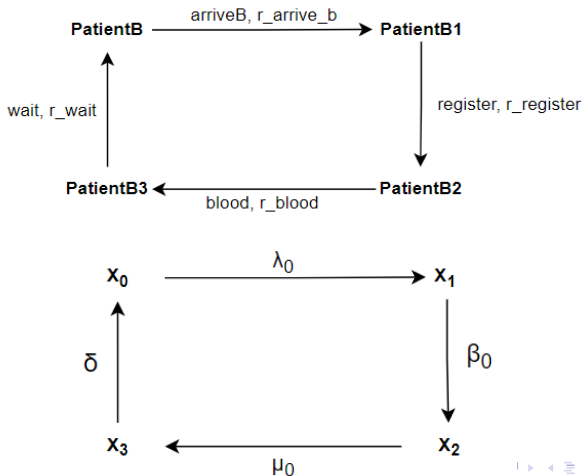 arriveB, r_arrive_b
PatientB PatientB1
wait, r_wait register, r_register
PatientB3 PatientB2
blood, r_blood
λ₀
X₀ X₁
δ β₀
X₃ X₂
μ₀